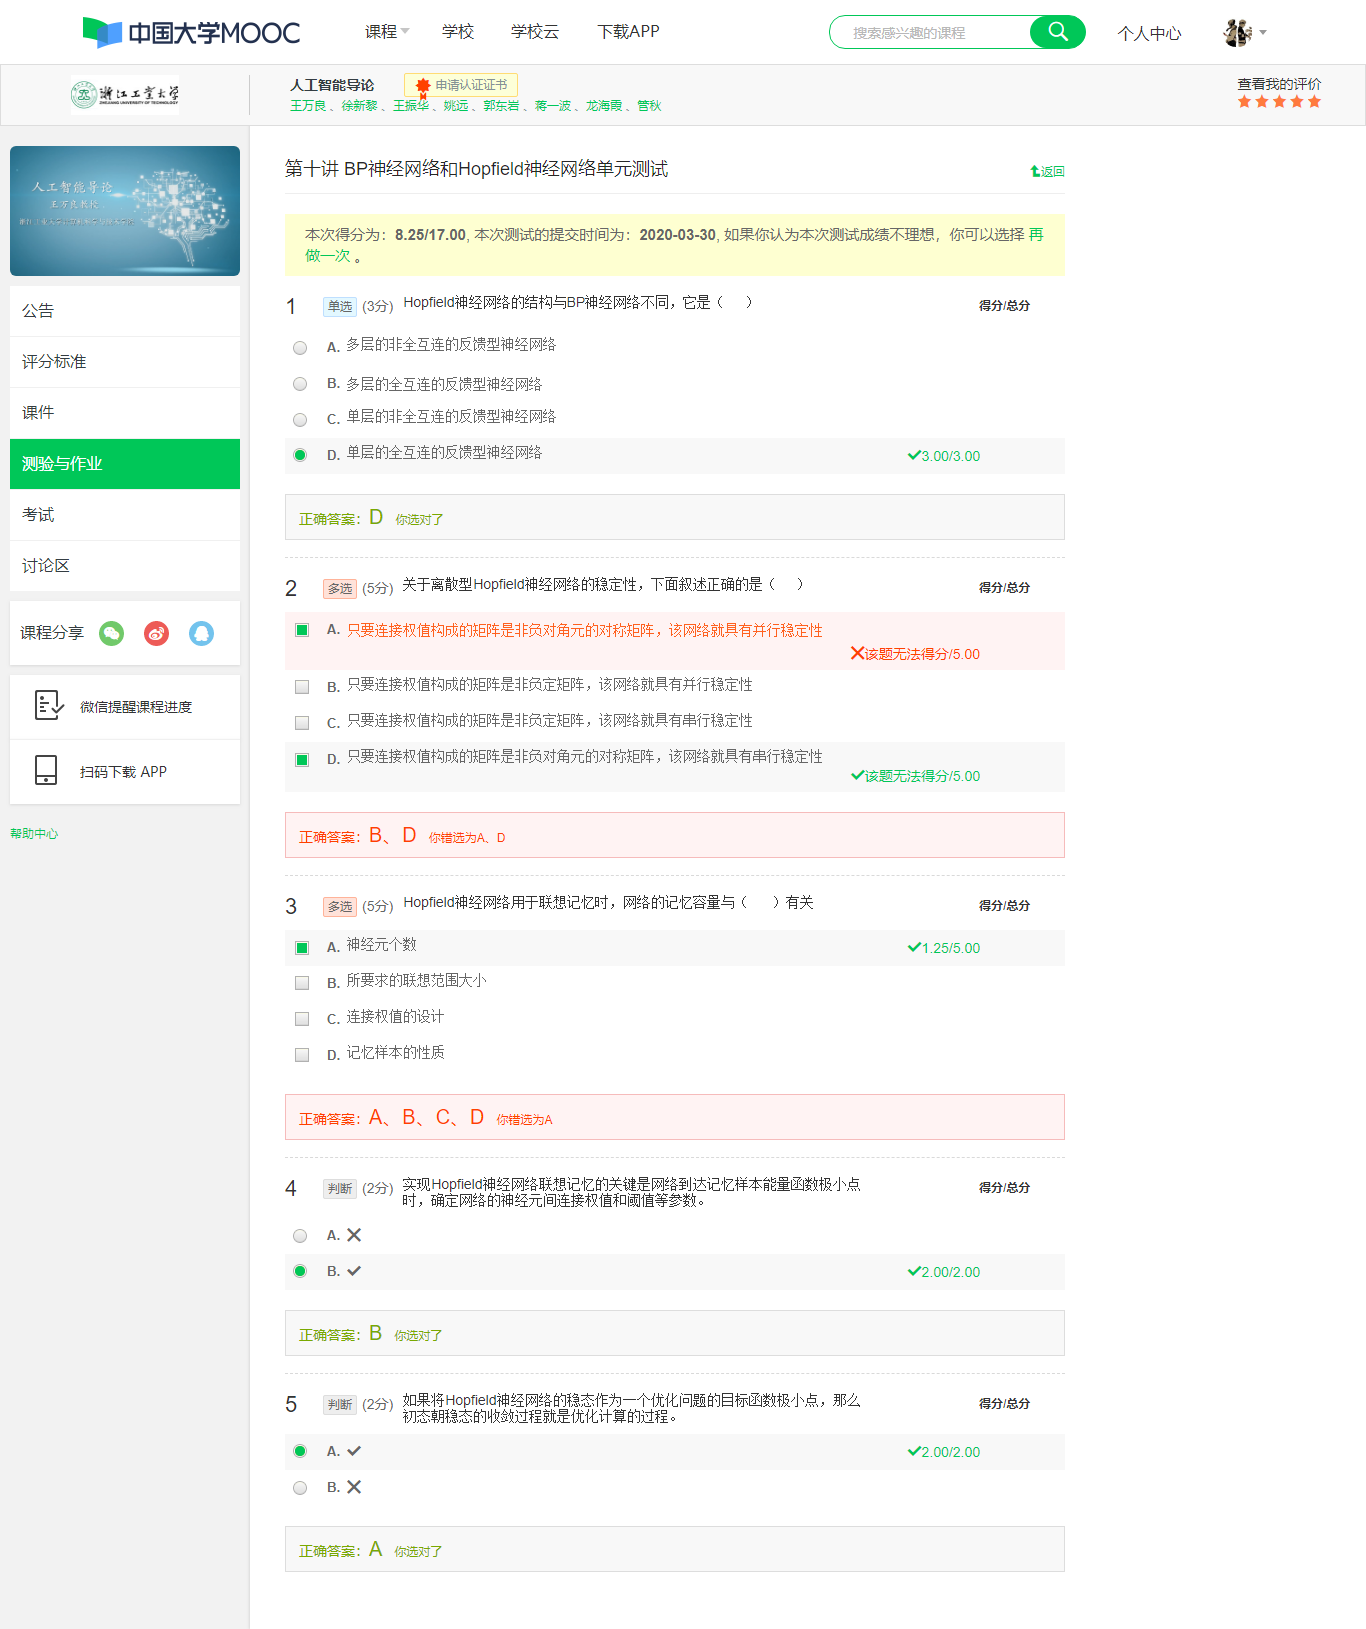 中国大学MOOC
课程
学校
学校云
下载APP
搜索感兴趣的课程
个人中心
浙江工业大学
ZHEJIANG UNIVERSITY OF TECHNOLOGY
人工智能导论
申请认证证书
王万良 、徐新黎 、王振华 、姚远 、郭东岩 、蒋一波 、龙海霞 、管秋
查看我的评价
人工智能导论
王万良教授
公告
评分标准
课件
测验与作业
考试
讨论区
课程分享
微信提醒课程进度
扫码下载 APP
帮助中心
第十讲 BP神经网络和Hopfield神经网络单元测试
返回
本次得分为：8.25/17.00, 本次测试的提交时间为：2020-03-30, 如果你认为本次测试成绩不理想，你可以选择 再
做一次 。
1 单选 (3分) Hopfield神经网络的结构与BP神经网络不同，它是（ ） 得分/总分
A. 多层的非全互连的反馈型神经网络
B. 多层的全互连的反馈型神经网络
C. 单层的非全互连的反馈型神经网络
D. 单层的全互连的反馈型神经网络 3.00/3.00
正确答案：D 你选对了
2 多选 (5分) 关于离散型Hopfield神经网络的稳定性，下面叙述正确的是（ ） 得分/总分
A. 只要连接权值构成的矩阵是非负对角元的对称矩阵，该网络就具有并行稳定性
该题无法得分/5.00
B. 只要连接权值构成的矩阵是非负定矩阵，该网络就具有并行稳定性
C. 只要连接权值构成的矩阵是非负定矩阵，该网络就具有串行稳定性
D. 只要连接权值构成的矩阵是非负对角元的对称矩阵，该网络就具有串行稳定性
该题无法得分/5.00
正确答案：B、D 你错选为A、D
3 多选 (5分) Hopfield神经网络用于联想记忆时，网络的记忆容量与（ ）有关 得分/总分
A. 神经元个数 1.25/5.00
B. 所要求的联想范围大小
C. 连接权值的设计
D. 记忆样本的性质
正确答案：A、B、C、D 你错选为A
4 判断 (2分) 实现Hopfield神经网络联想记忆的关键是网络到达记忆样本能量函数极小点 得分/总分
时，确定网络的神经元间连接权值和阈值等参数。
A.
B. 2.00/2.00
正确答案：B 你选对了
5 判断 (2分) 如果将Hopfield神经网络的稳态作为一个优化问题的目标函数极小点，那么 得分/总分
初态朝稳态的收敛过程就是优化计算的过程。
A. 2.00/2.00
B.
正确答案：A 你选对了